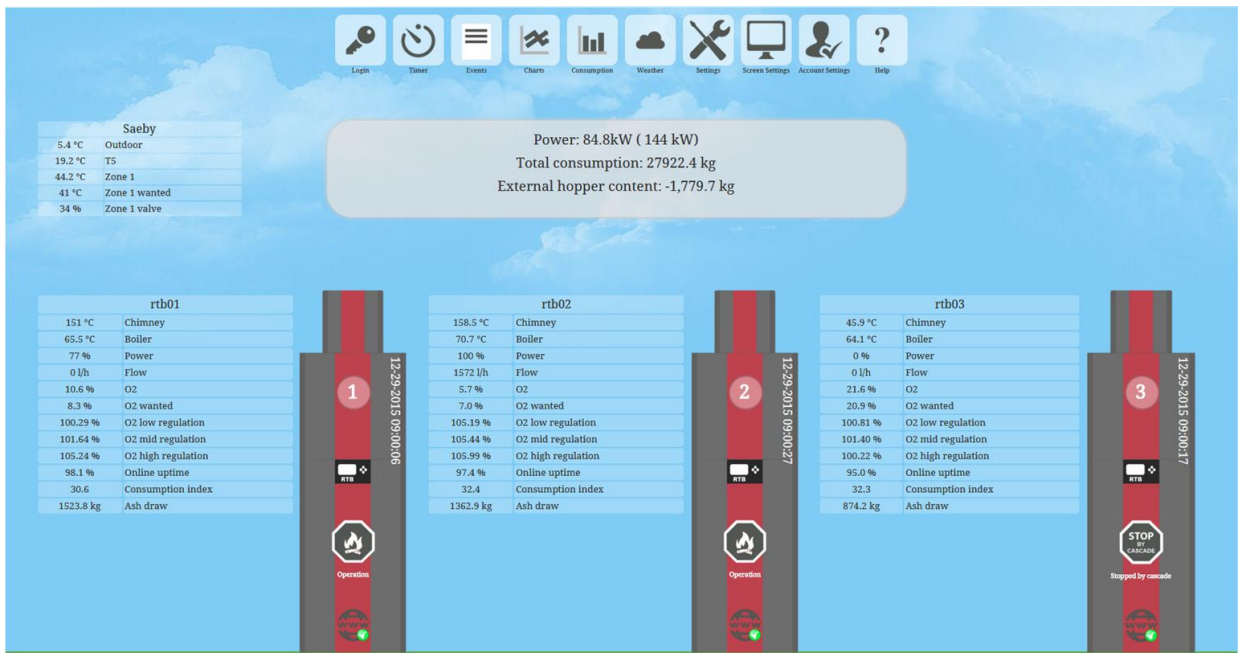 Login Timer Events Charts Consumption Weather Settings Screen Settings Account Settings Help
Saeby
5.4 °C Outdoor
19.2 °C T5
44.2 °C Zone 1
41 °C Zone 1 wanted
34 % Zone 1 valve
Power: 84.8kW ( 144 kW)
Total consumption: 27922.4 kg
External hopper content: -1,779.7 kg
rtb01
151 °C Chimney
65.5 °C Boiler
77 % Power
0 l/h Flow
10.6 % O2
8.3 % O2 wanted
100.29 % O2 low regulation
101.64 % O2 mid regulation
105.24 % O2 high regulation
98.1 % Online uptime
30.6 Consumption index
1523.8 kg Ash draw
12-29-2015 09:00:06
1
RTB
Operation
www
rtb02
158.5 °C Chimney
70.7 °C Boiler
100 % Power
1572 l/h Flow
5.7 % O2
7.0 % O2 wanted
105.19 % O2 low regulation
105.44 % O2 mid regulation
105.99 % O2 high regulation
97.4 % Online uptime
32.4 Consumption index
1362.9 kg Ash draw
12-29-2015 09:00:27
2
RTB
Operation
www
rtb03
45.9 °C Chimney
64.1 °C Boiler
0 % Power
0 l/h Flow
21.6 % O2
20.9 % O2 wanted
100.81 % O2 low regulation
101.40 % O2 mid regulation
100.22 % O2 high regulation
95.0 % Online uptime
32.3 Consumption index
874.2 kg Ash draw
12-29-2015 09:00:17
3
RTB
STOP
BY
CASCADE
Stopped by cascade
www